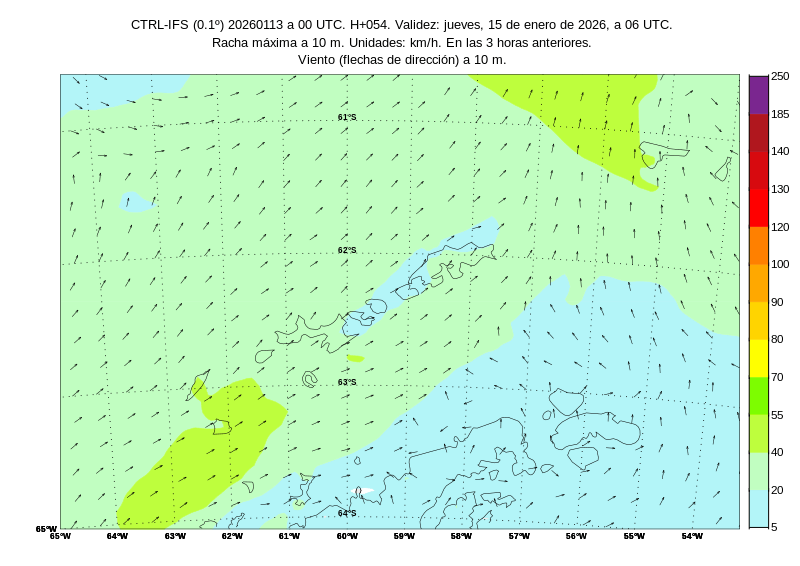 CTRL-IFS (0.1º) 20260113 a 00 UTC. H+054. Validez: jueves, 15 de enero de 2026, a 06 UTC.
Racha máxima a 10 m. Unidades: km/h. En las 3 horas anteriores.
Viento (flechas de dirección) a 10 m.
250
185
140
130
120
100
90
80
70
55
40
20
5
61°S
62°S
63°S
64°S
65°W
65°W 64°W 63°W 62°W 61°W 60°W 59°W 58°W 57°W 56°W 55°W 54°W